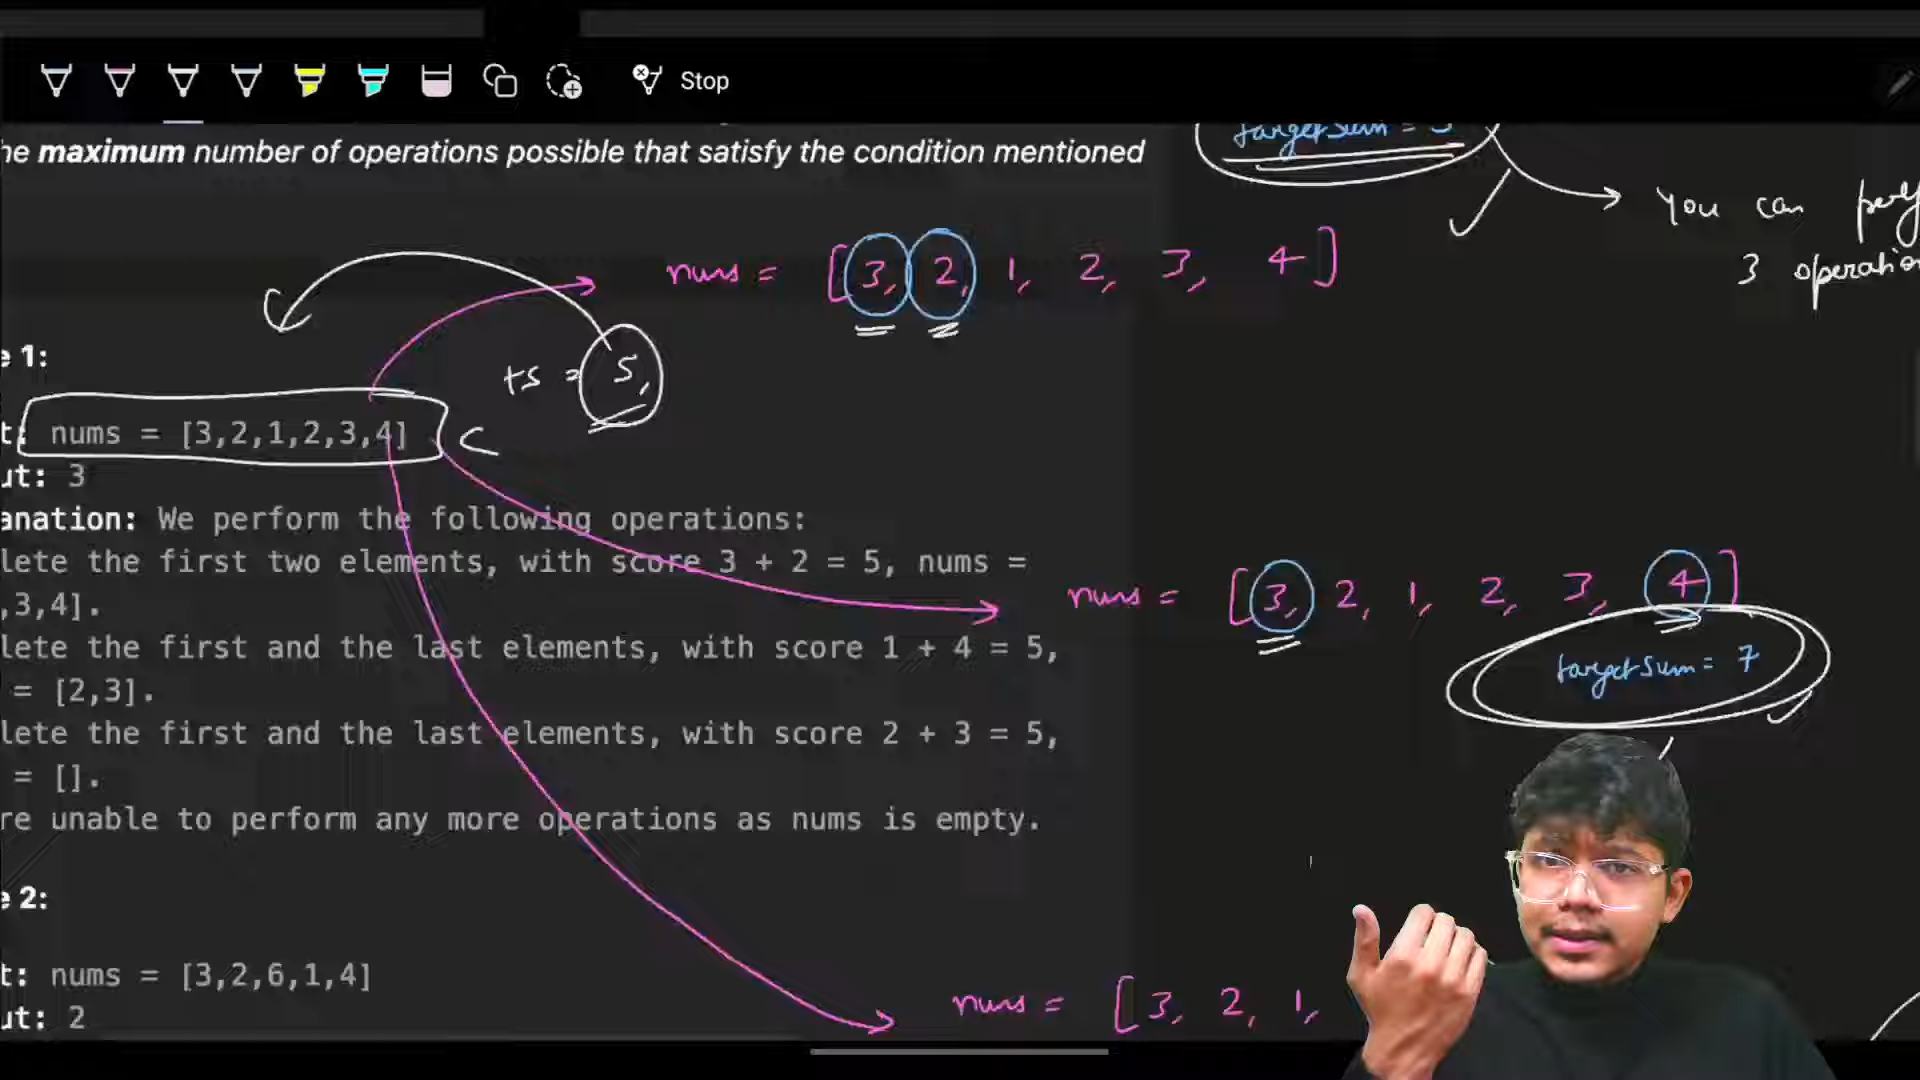 Stop
he maximum number of operations possible that satisfy the condition mentioned
targetSum =
You can
3
nums = [3, 2, 1, 2, 3, 4]
ts = 5,
e 1:
t: nums = [3,2,1,2,3,4]
ut: 3
anation: We perform the following operations:
lete the first two elements, with score 3 + 2 = 5, nums =
,3,4].
lete the first and the last elements, with score 1 + 4 = 5,
= [2,3].
lete the first and the last elements, with score 2 + 3 = 5,
= [].
re unable to perform any more operations as nums is empty.
nums = [3, 2, 1, 2, 3, 4]
targetSum = 7
e 2:
t: nums = [3,2,6,1,4]
ut: 2
nums = [3, 2, 1,